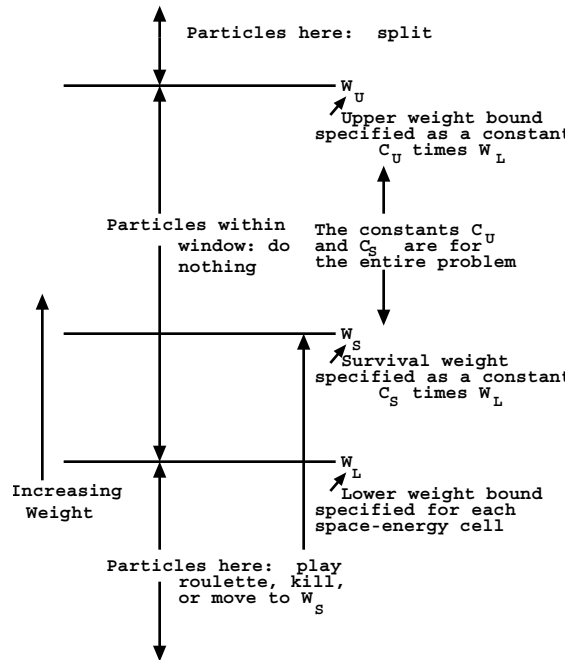 Particles here: split
W_U
Upper weight bound
specified as a constant
C_U times W_L
Particles within
window: do
nothing
The constants C_U
and C_S are for
the entire problem
W_S
Survival weight
specified as a constant
C_S times W_L
W_L
Increasing
Weight
Lower weight bound
specified for each
space-energy cell
Particles here: play
roulette, kill,
or move to W_S